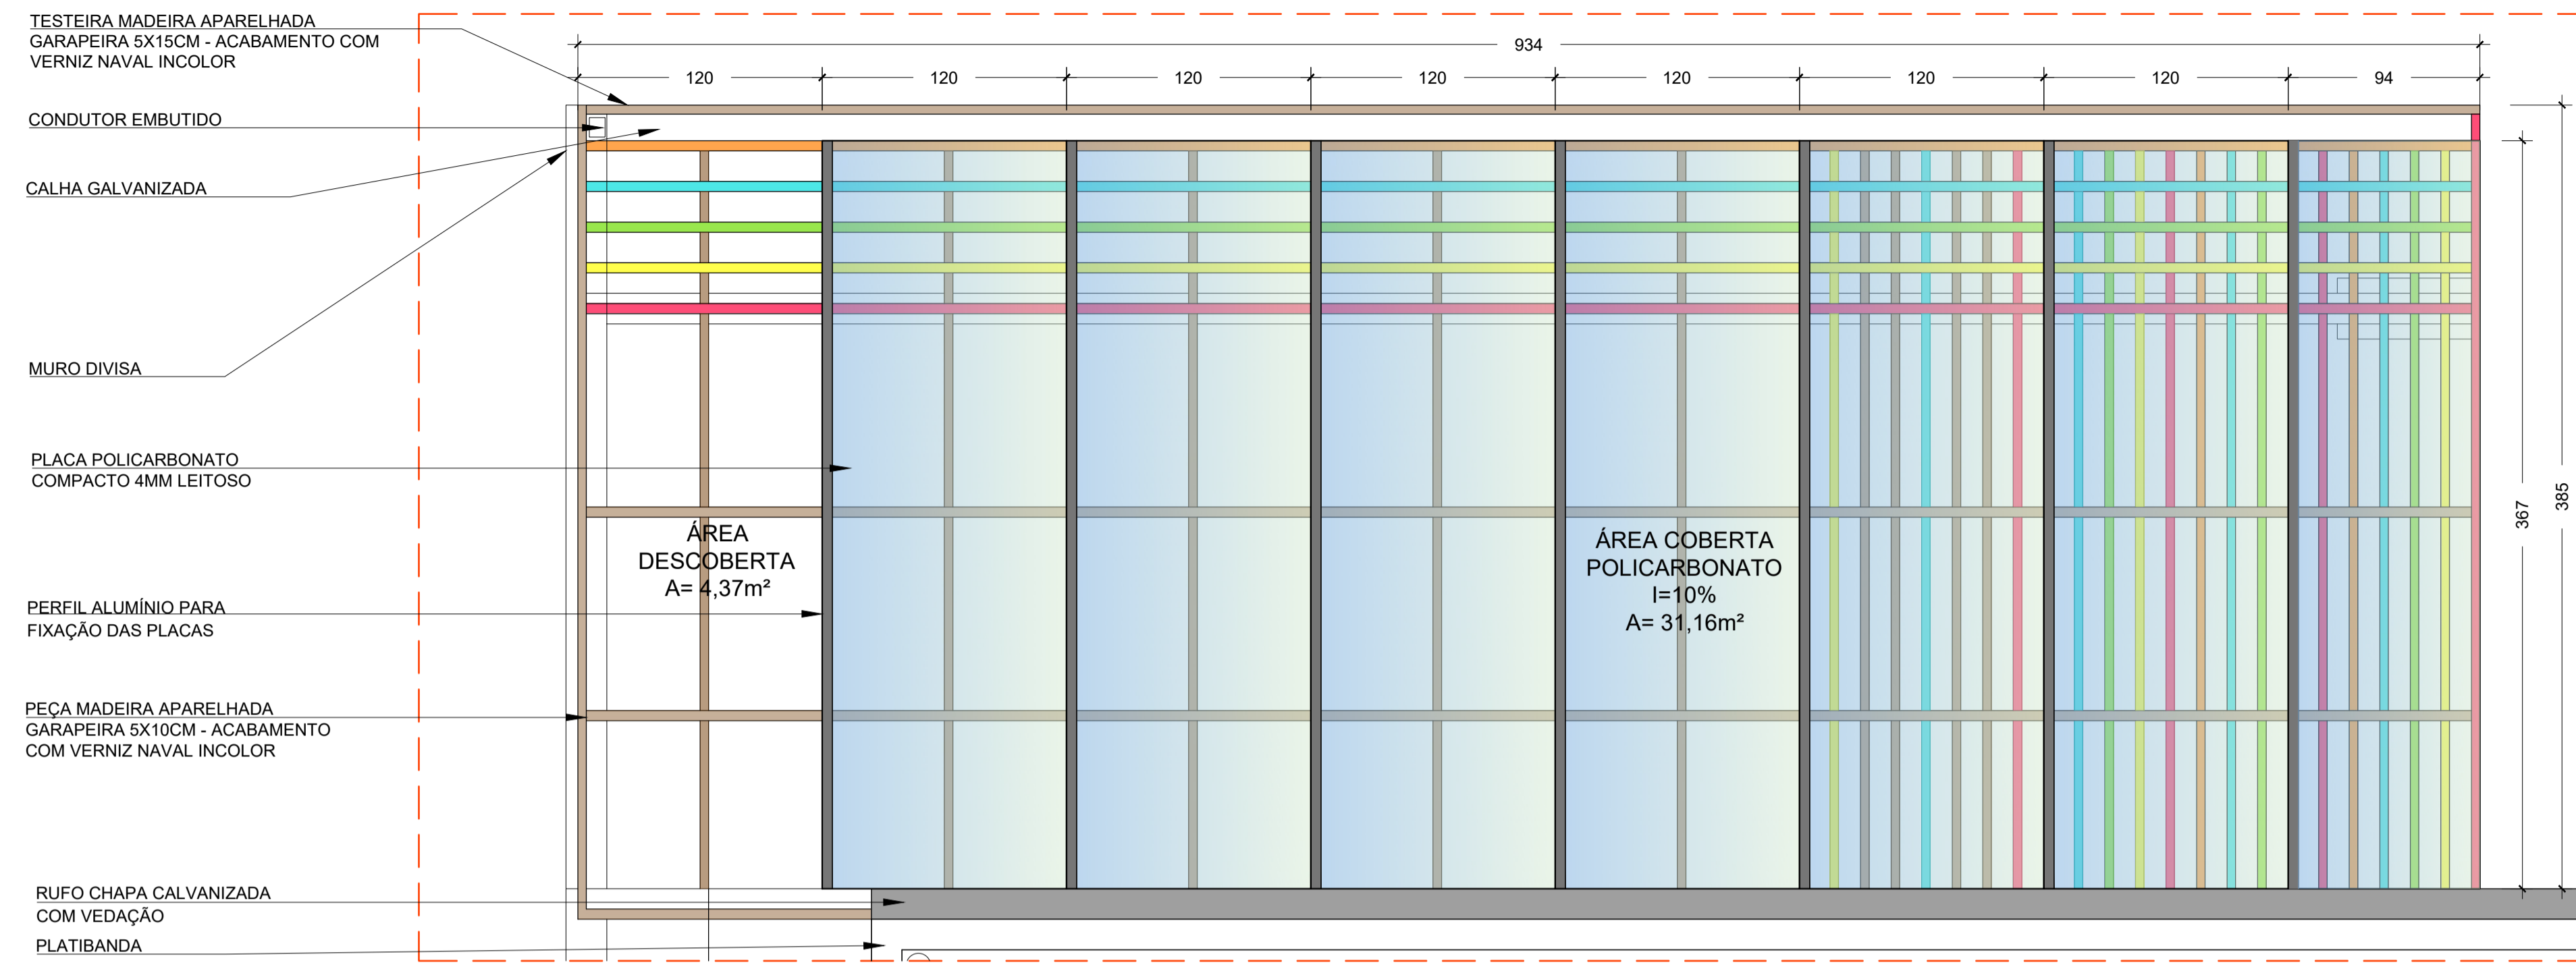 TESTEIRA MADEIRA APARELHADA
GARAPEIRA 5X15CM - ACABAMENTO COM
VERNIZ NAVAL INCOLOR
934
120
120
120
120
120
120
120
94
CONDUTOR EMBUTIDO
CALHA GALVANIZADA
MURO DIVISA
PLACA POLICARBONATO
COMPACTO 4MM LEITOSO
367
385
ÁREA
DESCOBERTA
A= 4,37m²
ÁREA COBERTA
POLICARBONATO
I=10%
A= 31,16m²
PERFIL ALUMÍNIO PARA
FIXAÇÃO DAS PLACAS
PEÇA MADEIRA APARELHADA
GARAPEIRA 5X10CM - ACABAMENTO
COM VERNIZ NAVAL INCOLOR
RUFO CHAPA CALVANIZADA
COM VEDAÇÃO
PLATIBANDA